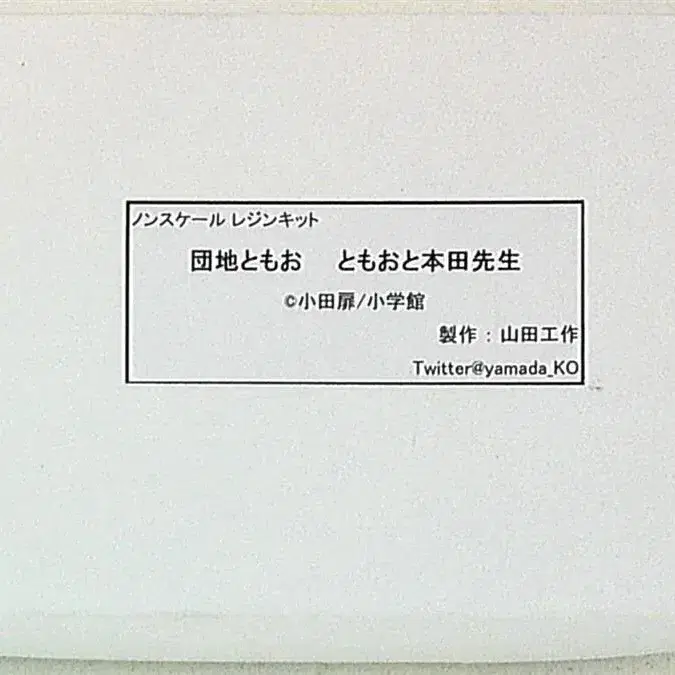 ノンスケール レジンキット
団地ともお　ともおと本田先生
©小田扉/小学館
製作：山田工作
Twitter@yamada_KO